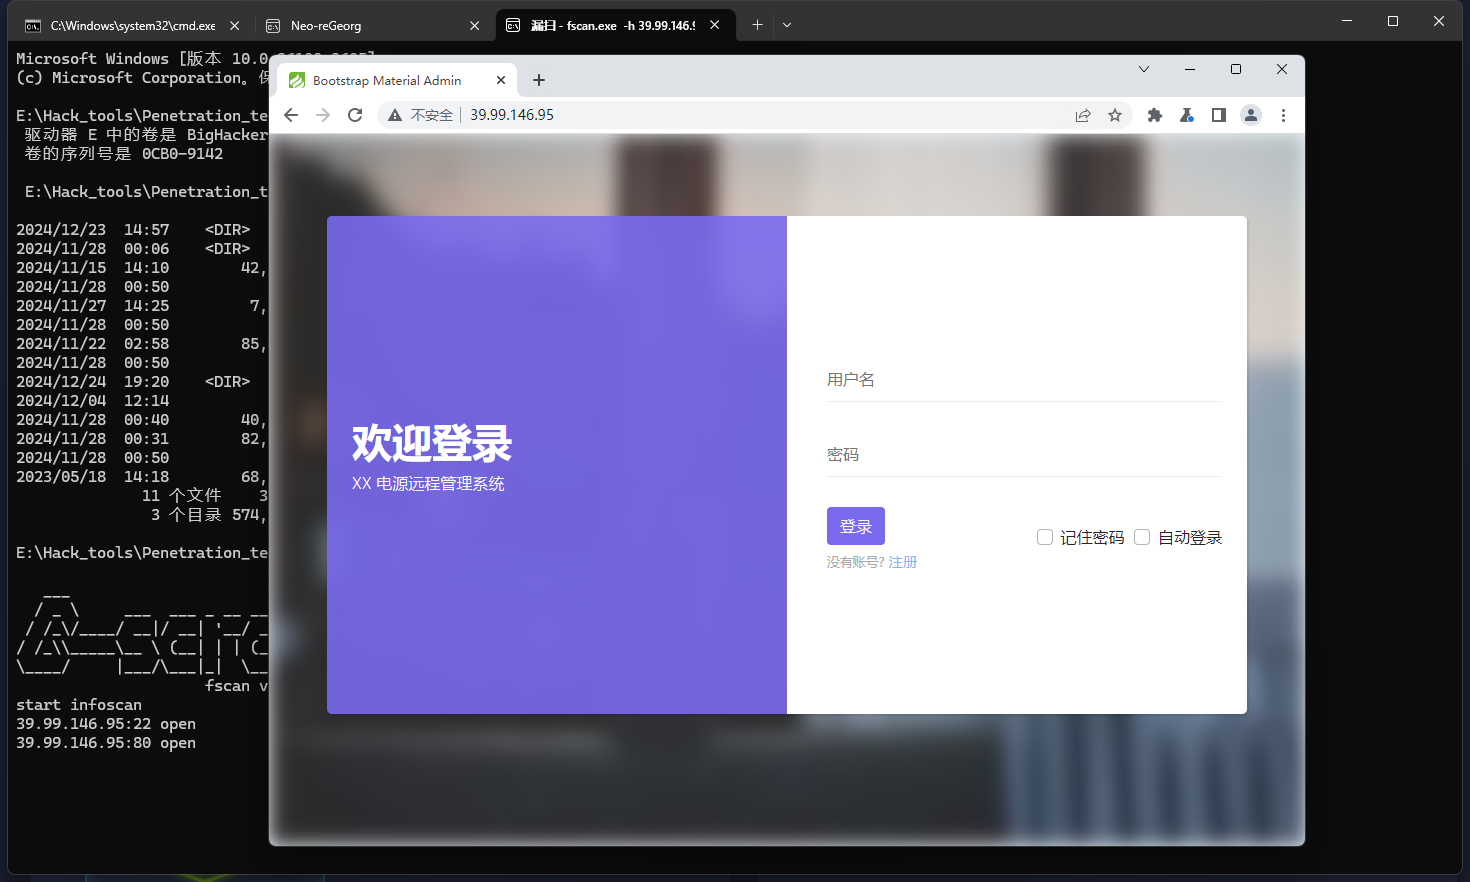 C:\Windows\system32\cmd.exe
Neo-reGeorg
漏扫 - fscan.exe -h 39.99.146.9
Microsoft Windows [版本 10.0.
(c) Microsoft Corporation。保
E:\Hack_tools\Penetration_te
驱动器 E 中的卷是 BigHacker
卷的序列号是 0CB0-9142
E:\Hack_tools\Penetration_t
2024/12/23 14:57 <DIR>
2024/11/28 00:06 <DIR>
2024/11/15 14:10 42,
2024/11/28 00:50
2024/11/27 14:25 7,
2024/11/28 00:50
2024/11/22 02:58 85,
2024/11/28 00:50
2024/12/24 19:20 <DIR>
2024/12/04 12:14
2024/11/28 00:40 40,
2024/11/28 00:31 82,
2024/11/28 00:50
2023/05/18 14:18 68,
11 个文件 3
3 个目录 574,
E:\Hack_tools\Penetration_te
fscan v
start infoscan
39.99.146.95:22 open
39.99.146.95:80 open
Bootstrap Material Admin
不安全 39.99.146.95
欢迎登录
XX 电源远程管理系统
用户名
密码
登录
记住密码 自动登录
没有账号? 注册